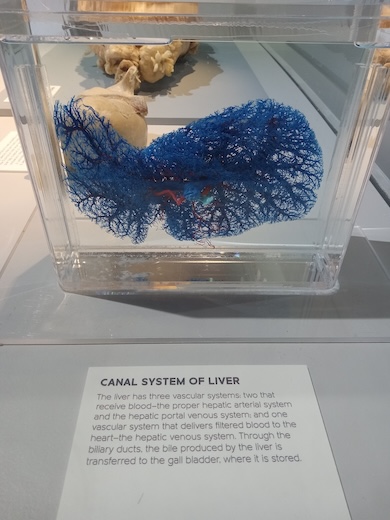 CANAL SYSTEM OF LIVER
The liver has three vascular systems; two that
receive blood–the proper hepatic arterial system
and the hepatic portal venous system; and one
vascular system that delivers filtered blood to the
heart–the hepatic venous system. Through the
biliary ducts, the bile produced by the liver is
transferred to the gall bladder, where it is stored.